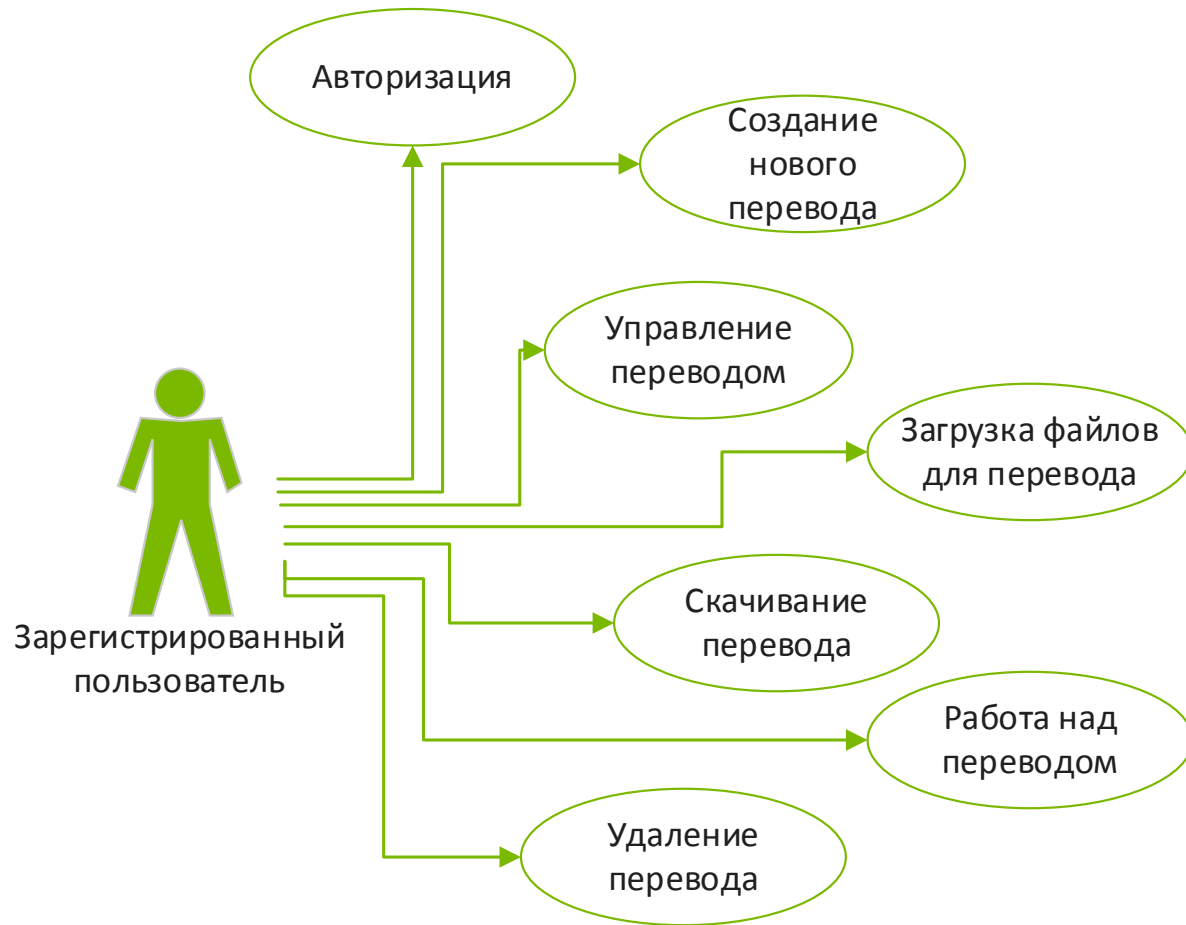 Авторизация
Создание
нового
перевода
Управление
переводом
Загрузка файлов
для перевода
Зарегистрированный
пользователь
Скачивание
перевода
Работа над
переводом
Удаление
перевода